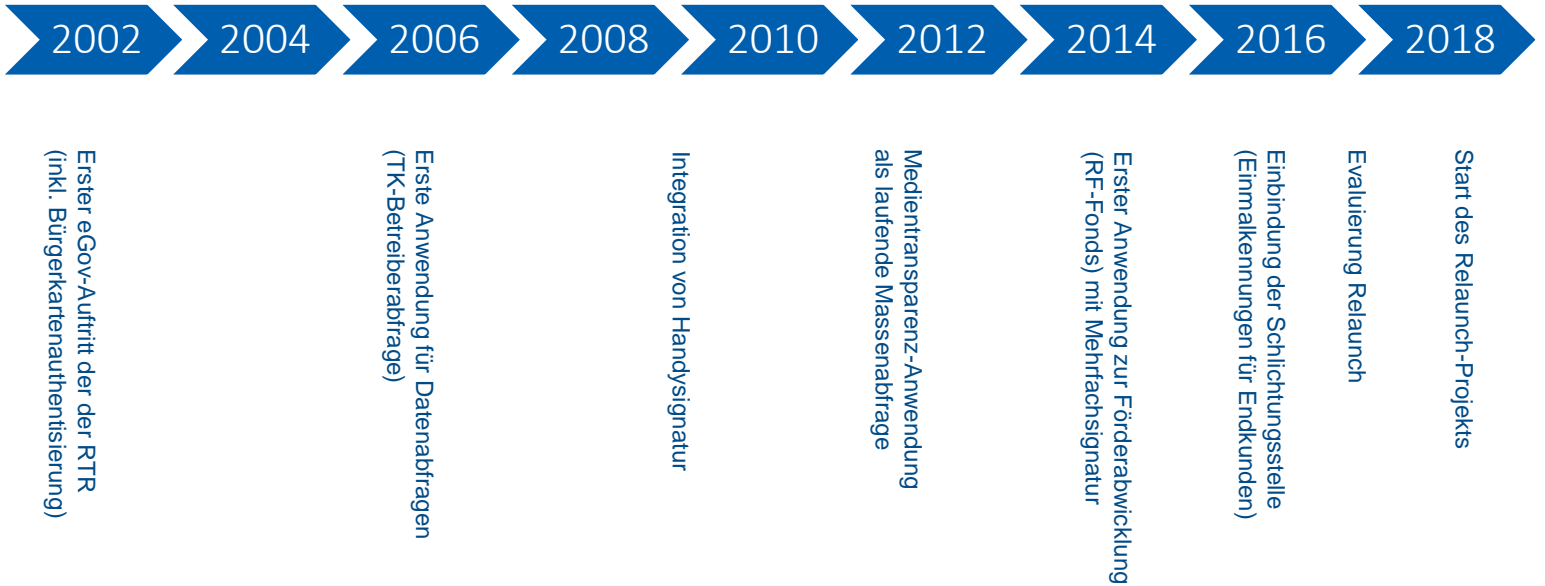 2002
2004
2006
2008
2010
2012
2014
2016
2018
Erster eGov-Auftritt der der RTR
(inkl. Bürgerkartenauthentisierung)
Erste Anwendung für Datenabfragen
(TK-Betreiberabfrage)
Integration von Handysignatur
Medientransparenz-Anwendung
als laufende Massenabfrage
Erster Anwendung zur Förderabwicklung
(RF-Fonds) mit Mehrfachsignatur
Einbindung der Schlichtungsstelle
(Einmalkennungen für Endkunden)
Evaluierung Relaunch
Start des Relaunch-Projekts